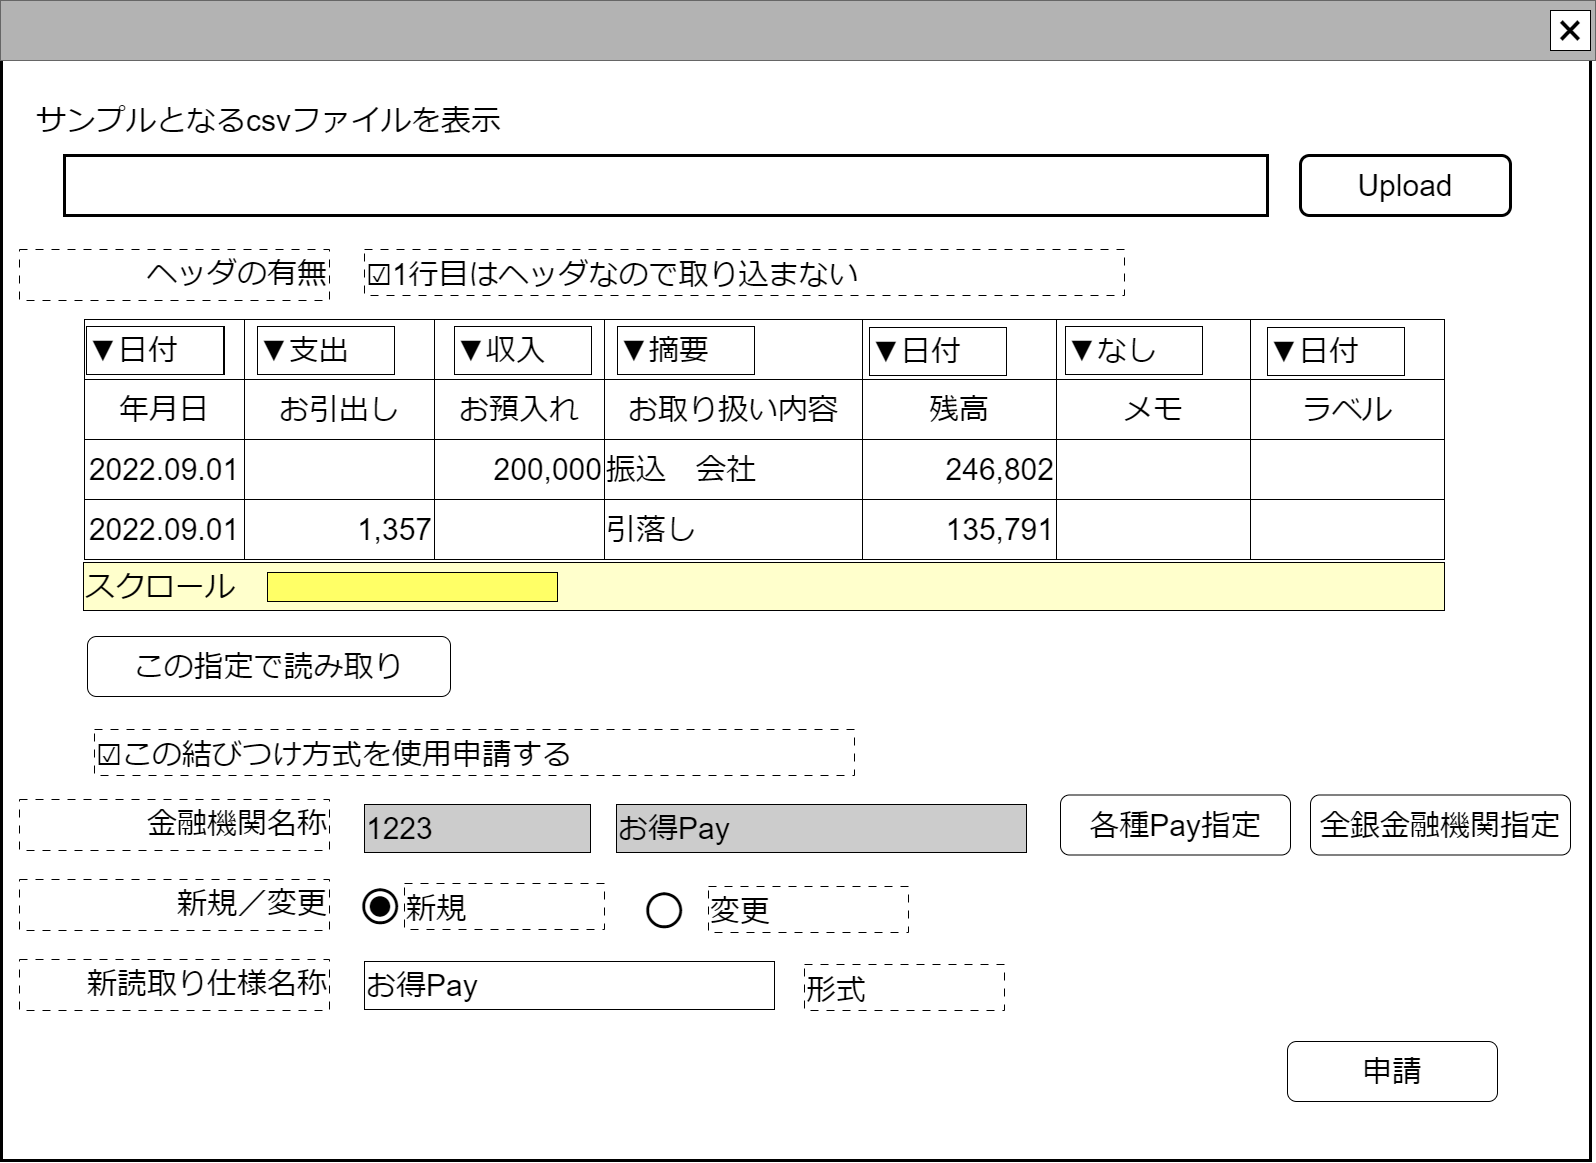 サンプルとなるcsvファイルを表示
Upload
ヘッダの有無 ☑1行目はヘッダなので取り込まない
▼日付 ▼支出 ▼収入 ▼摘要 ▼日付 ▼なし ▼日付
年月日 お引出し お預入れ お取り扱い内容 残高 メモ ラベル
2022.09.01 200,000 振込　会社 246,802
2022.09.01 1,357 引落し 135,791
スクロール
この指定で読み取り
☑この結びつけ方式を使用申請する
金融機関名称 1223 お得Pay 各種Pay指定 全銀金融機関指定
新規／変更 新規 変更
新読取り仕様名称 お得Pay 形式
申請